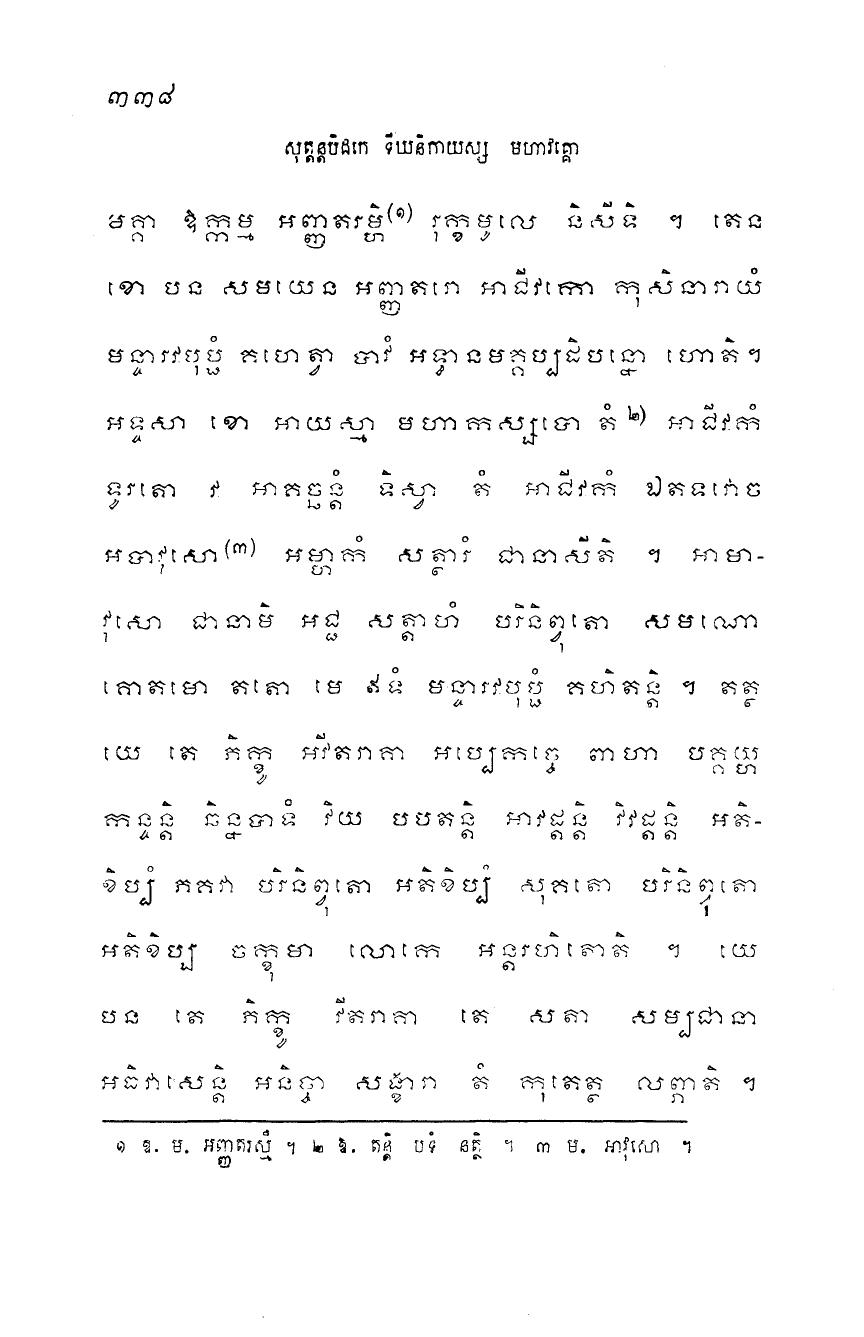 ៣៣៨
សុត្តន្តបិដកេ ទីឃនិកាយស្ស មហាវគ្គោ
មគ្គា ឱក្កម្ម អញ្ញតរម្ហិ(១) រុក្ខមូលេ និសីទិ ។ តេន
ខោ បន សមយេន អញ្ញតរោ អាជីវកោ កុសិនារាយំ
មន្ទារវបុប្ផំ គហេត្វា បាវំ អទ្ធានមគ្គប្បដិបន្នោ ហោតិ។
អទ្ទសា ខោ អាយស្មា មហាកស្សបោ តំ ២) អាជីវកំ
ទូរតោ វ អាគច្ឆន្តំ ទិស្វា តំ អាជីវកំ ឯតទវោច
អបាវុសោ(៣) អម្ហាកំ សត្ថារំ ជានាសីតិ ។ អាមា-
វុសោ ជានាមិ អជ្ជ សត្តាហំ បរិនិព្វុតោ សមណោ
គោតមោ តតោ មេ ឥទំ មន្ទារវបុប្ផំ គហិតន្តិ ។ តត្ថ
យេ តេ ភិក្ខូ អវីតរាគា អប្បេកច្ចេ ពាហា បគ្គយ្ហ
កន្ទន្តិ ឆិន្នបាទំ វិយ បបតន្តិ អាវដ្តន្តិ វិវដ្តន្តិ អតិ-
ខិប្បំ ភគវា បរិនិព្វុតោ អតិខិប្បំ សុគតោ បរិនិព្វុតោ
អតិខិប្ប ចក្ខុមា លោកេ អន្តរហិតោតិ ។ យេ
បន តេ ភិក្ខូ វីតរាគា តេ សតា សម្បជានា
អធិវាសេន្តិ អនិច្ចា សង្ខារា តំ កុតេត្ថ លព្ភាតិ ។
១ ឱ. ម. អញ្ញតរស្មឹ ។ ២ ឱ. តន្តិ បទំ នត្ថិ ។ ៣ ម. អាវុសោ ។